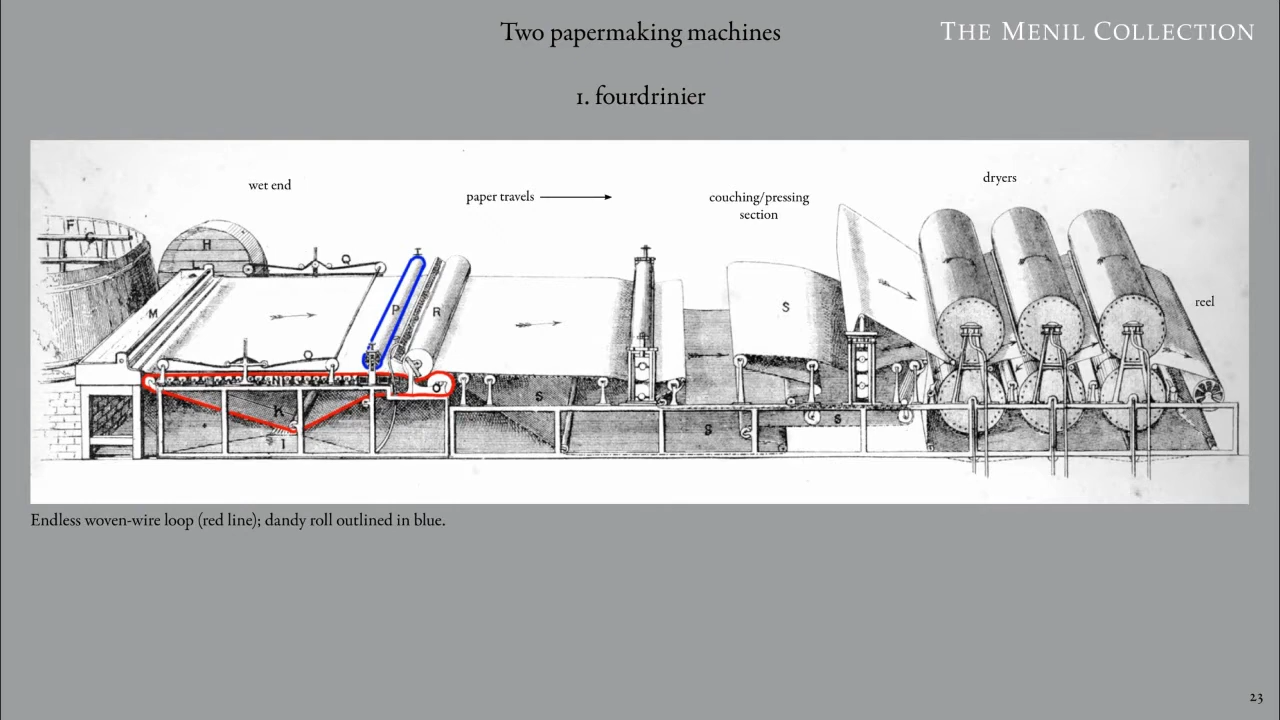 Two papermaking machines
THE MENIL COLLECTION
1. fourdrinier
wet end
paper travels
couching/pressing
section
dryers
reel
F
G
H
L
M
Q
Q
P
R
N
K
I
S
S
S
S
Endless woven-wire loop (red line); dandy roll outlined in blue.
23